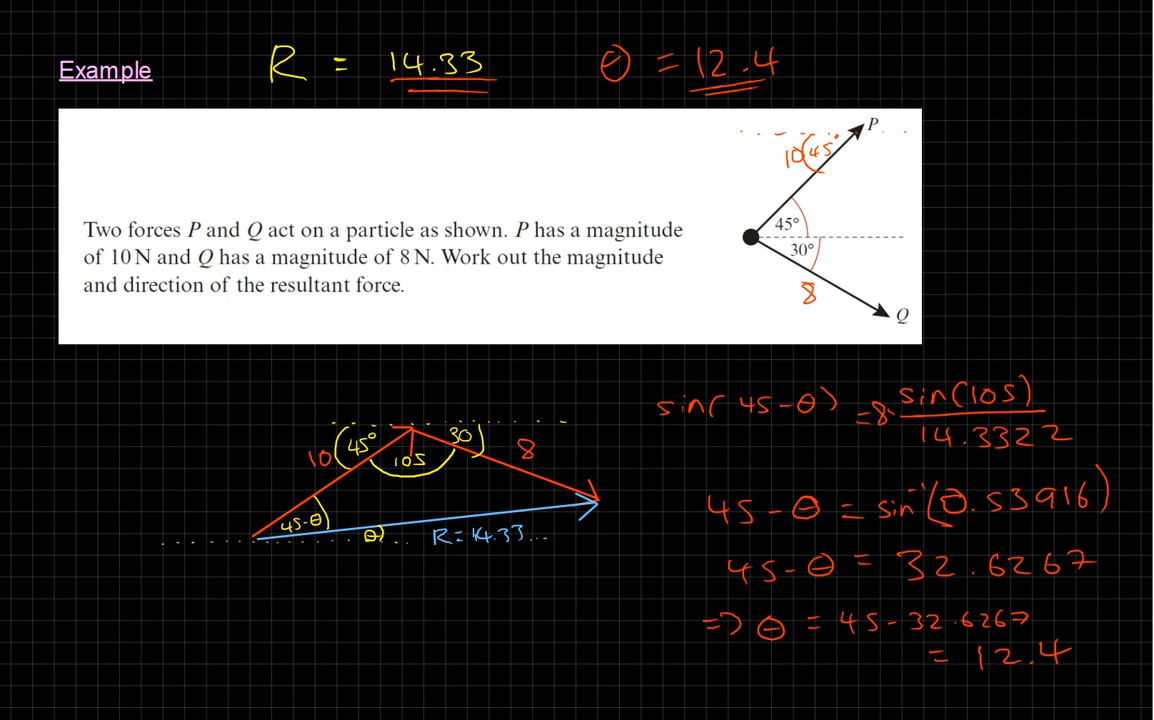 Example
R = 14.33
θ = 12.4
Two forces P and Q act on a particle as shown. P has a magnitude
of 10 N and Q has a magnitude of 8 N. Work out the magnitude
and direction of the resultant force.
P
10
45°
45°
30°
8
Q
10
45°
105
30
8
45-θ
θ
R=14.33...
sin(45-θ) = 8·sin(105)/14.3322
45-θ = sin⁻¹(0.53916)
45-θ = 32.6267
=> θ = 45-32.6267
= 12.4